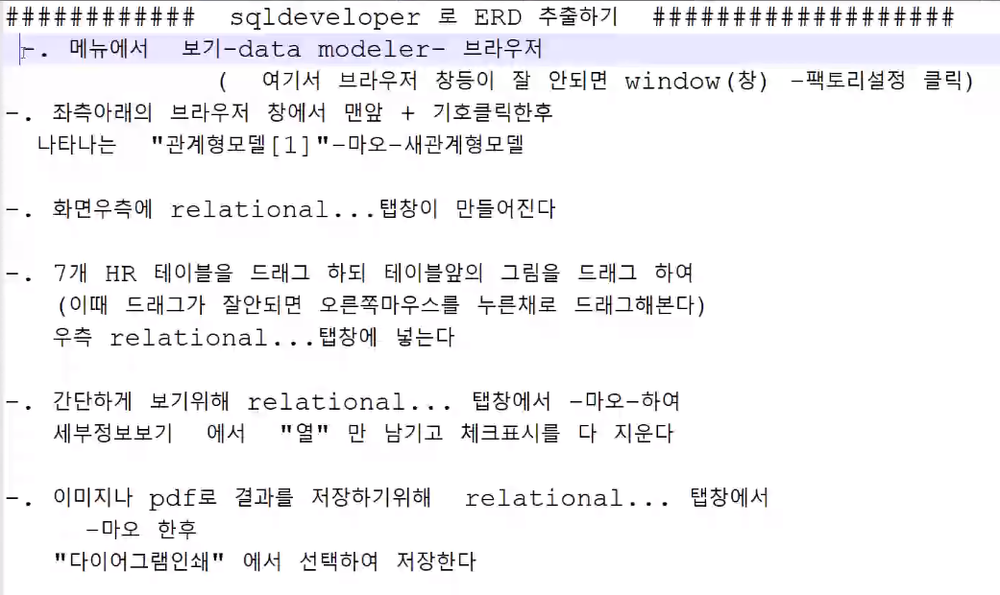 ############  sqldeveloper 로 ERD 추출하기  ###################
-. 메뉴에서  보기-data modeler- 브라우저
( 여기서 브라우저 창등이 잘 안되면 window(창) -팩토리설정 클릭)
-. 좌측아래의 브라우저 창에서 맨앞 + 기호클릭한후
나타나는  "관계형모델[1]"-마오-새관계형모델
-. 화면우측에 relational...탭창이 만들어진다
-. 7개 HR 테이블을 드래그 하되 테이블앞의 그림을 드래그 하여
(이때 드래그가 잘안되면 오른쪽마우스를 누른채로 드래그해본다)
우측 relational...탭창에 넣는다
-. 간단하게 보기위해 relational... 탭창에서 -마오-하여
세부정보보기  에서  "열" 만 남기고 체크표시를 다 지운다
-. 이미지나 pdf로 결과를 저장하기위해  relational... 탭창에서
-마오 한후
"다이어그램인쇄" 에서 선택하여 저장한다